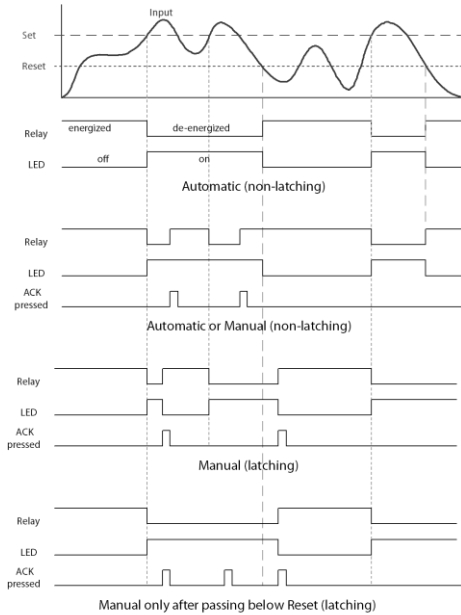 Input
Set
Reset
energized de-energized
Relay
off on
LED
Automatic (non-latching)
Relay
LED
ACK
pressed
Automatic or Manual (non-latching)
Relay
LED
ACK
pressed
Manual (latching)
Relay
LED
ACK
pressed
Manual only after passing below Reset (latching)